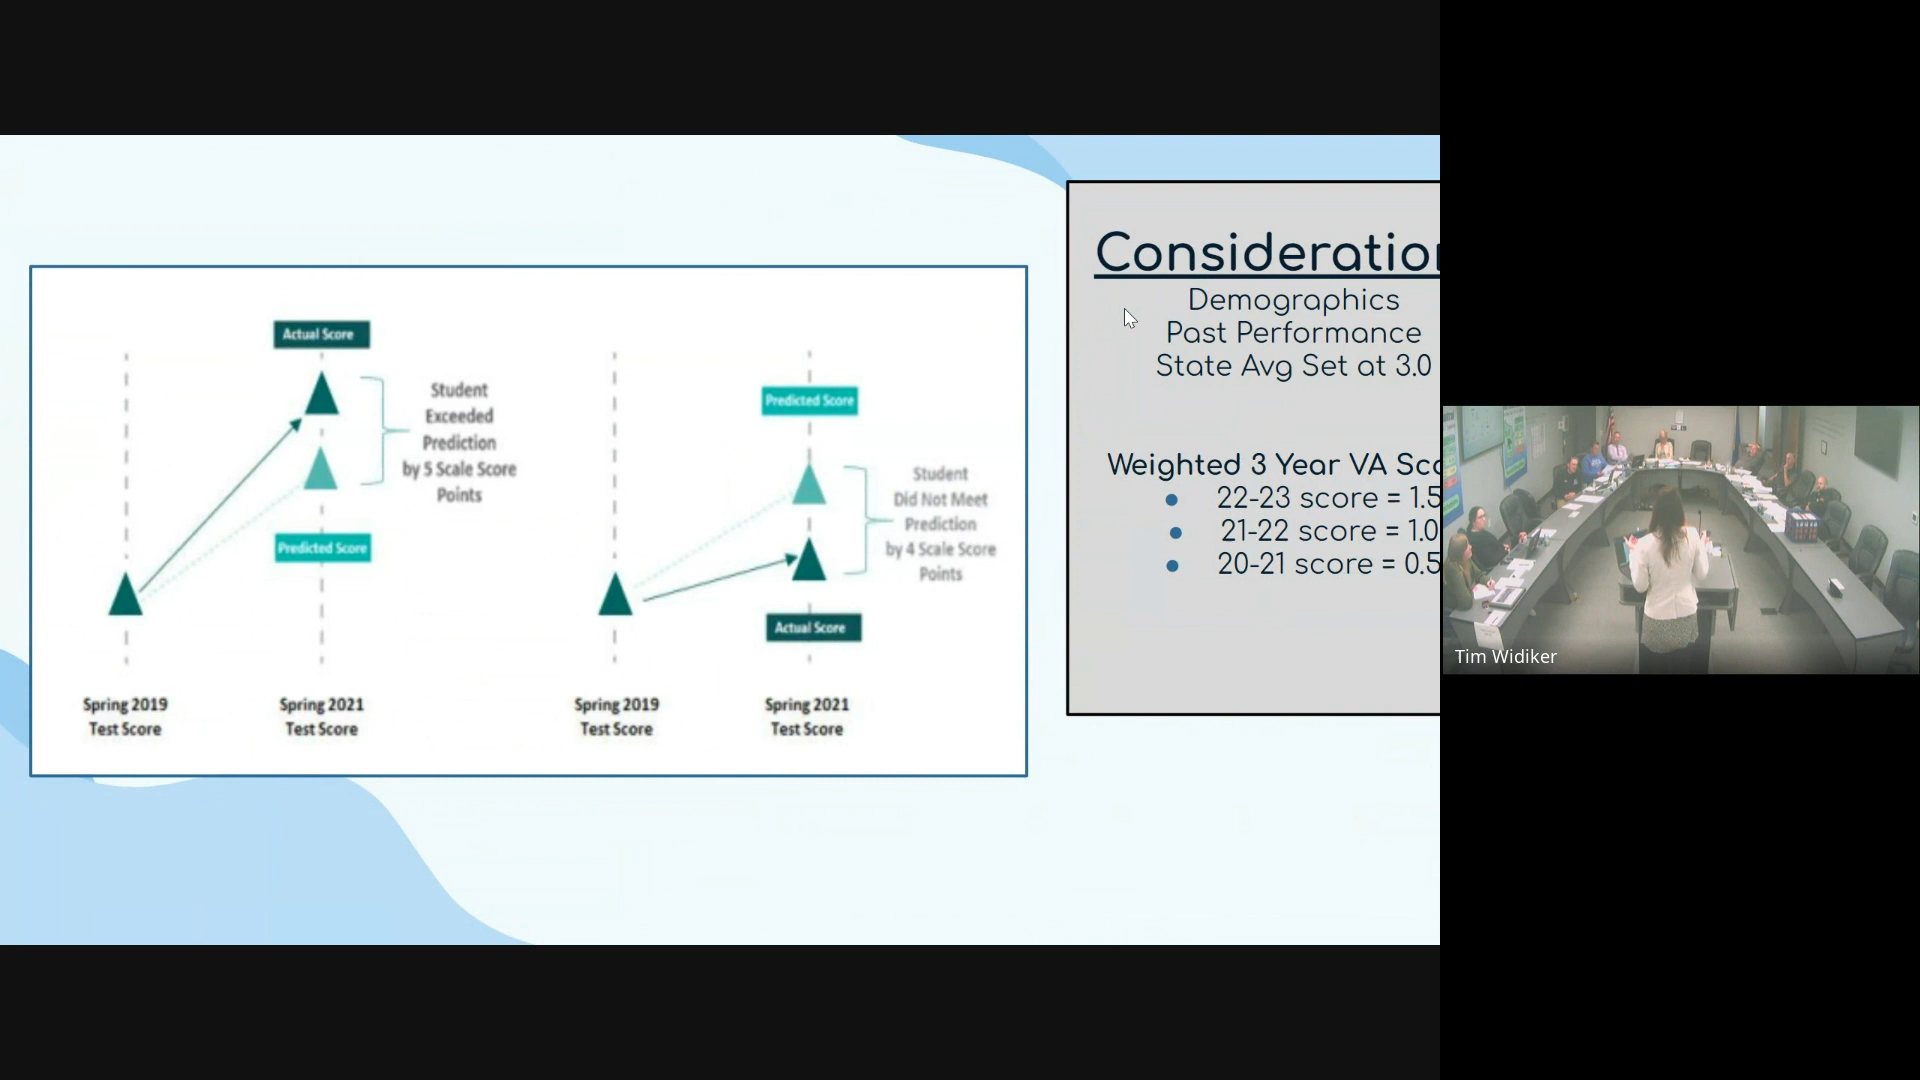 Actual Score
Student
Exceeded
Prediction
by 5 Scale Score
Points
Predicted Score
Spring 2019
Test Score
Spring 2021
Test Score
Predicted Score
Student
Did Not Meet
Prediction
by 4 Scale Score
Points
Actual Score
Spring 2019
Test Score
Spring 2021
Test Score
Consideration
Demographics
Past Performance
State Avg Set at 3.0
Weighted 3 Year VA Sco
22-23 score = 1.5
21-22 score = 1.0
20-21 score = 0.5
Tim Widiker